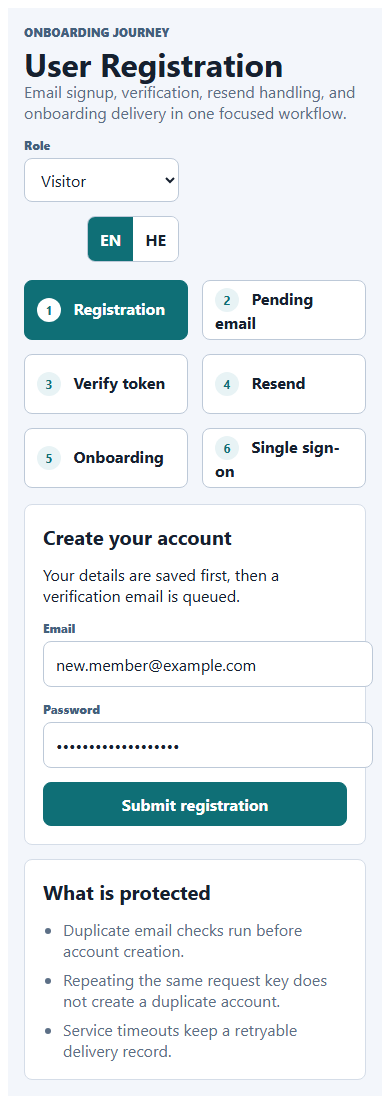 ONBOARDING JOURNEY
User Registration
Email signup, verification, resend handling, and
onboarding delivery in one focused workflow.
Role
Visitor
EN HE
1 Registration
2 Pending
email
3 Verify token
4 Resend
5 Onboarding
6 Single sign-
on
Create your account
Your details are saved first, then a
verification email is queued.
Email
new.member@example.com
Password
•••••••••••••••••••
Submit registration
What is protected
• Duplicate email checks run before
account creation.
• Repeating the same request key does
not create a duplicate account.
• Service timeouts keep a retryable
delivery record.